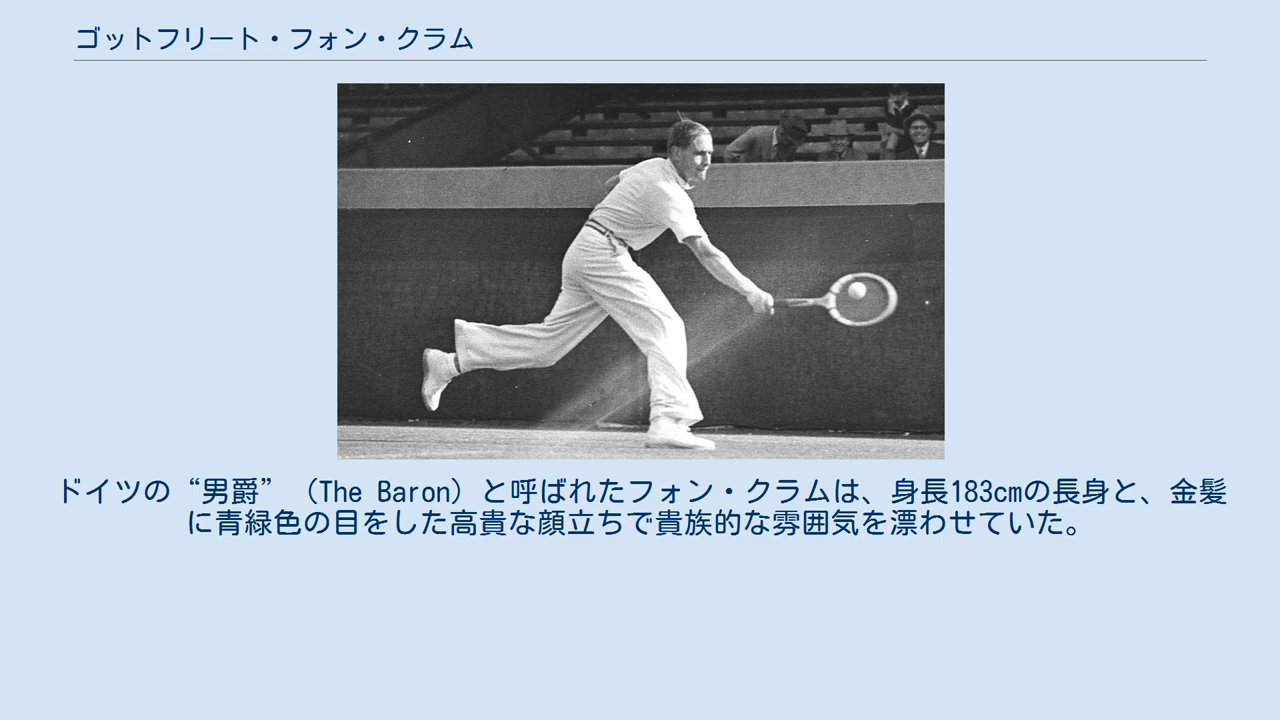 ゴットフリート・フォン・クラム
ドイツの“男爵”（The Baron）と呼ばれたフォン・クラムは、身長183cmの長身と、金髪
に青緑色の目をした高貴な顔立ちで貴族的な雰囲気を漂わせていた。